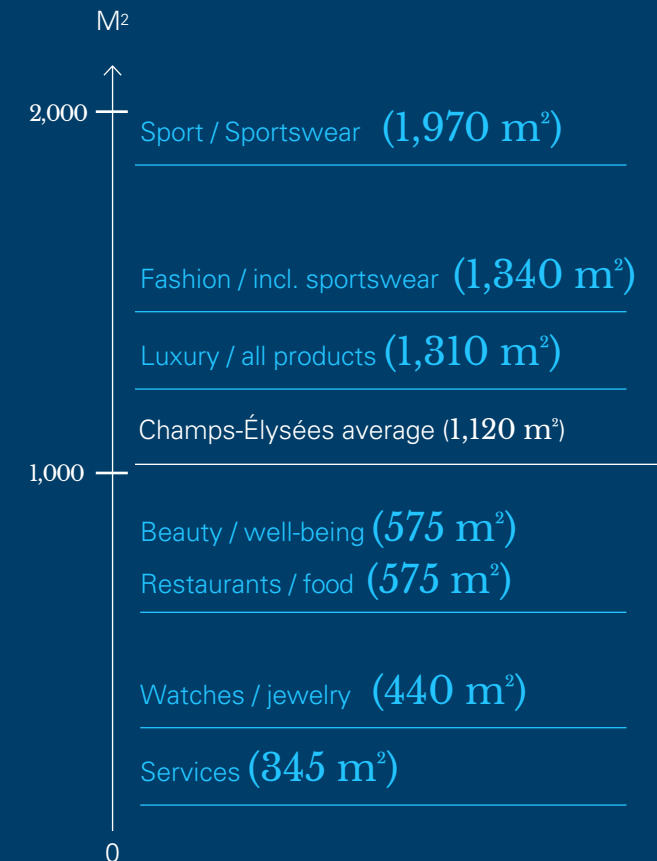 M²
2,000
Sport / Sportswear (1,970 m²)
Fashion / incl. sportswear (1,340 m²)
Luxury / all products (1,310 m²)
Champs-Élysées average (1,120 m²)
1,000
Beauty / well-being (575 m²)
Restaurants / food (575 m²)
Watches / jewelry (440 m²)
Services (345 m²)
0